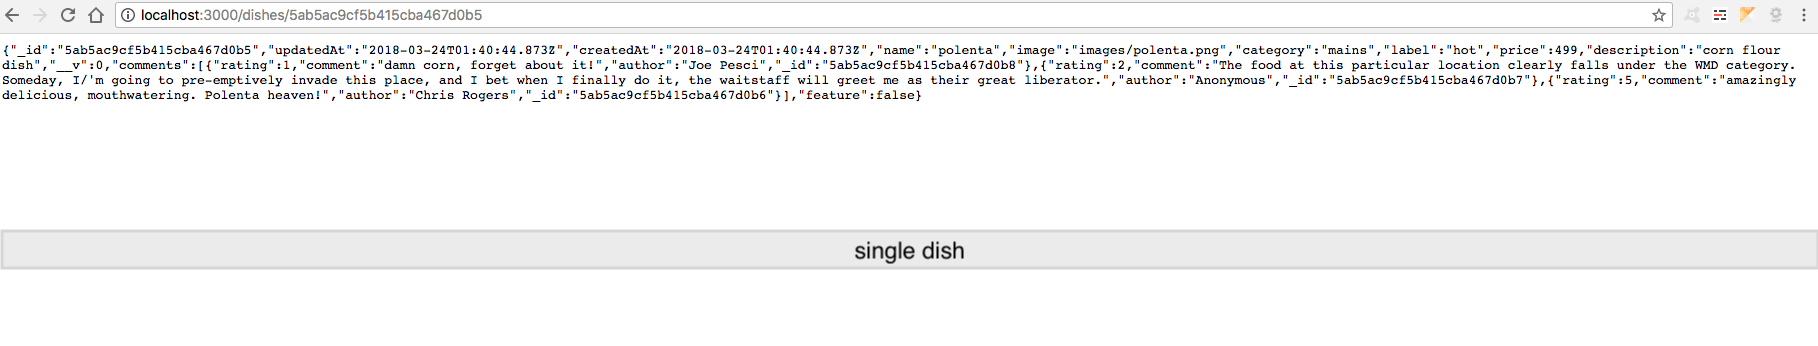 localhost:3000/dishes/5ab5ac9cf5b415cba467d0b5
{"_id":"5ab5ac9cf5b415cba467d0b5","updatedAt":"2018-03-24T01:40:44.873Z","createdAt":"2018-03-24T01:40:44.873Z","name":"polenta","image":"images/polenta.png","category":"mains","label":"hot","price":499,"description":"corn flour
dish","__v":0,"comments":[{"rating":1,"comment":"damn corn, forget about it!","author":"Joe Pesci","_id":"5ab5ac9cf5b415cba467d0b8"},{"rating":2,"comment":"The food at this particular location clearly falls under the WMD category.
Someday, I/'m going to pre-emptively invade this place, and I bet when I finally do it, the waitstaff will greet me as their great liberator.","author":"Anonymous","_id":"5ab5ac9cf5b415cba467d0b7"},{"rating":5,"comment":"amazingly
delicious, mouthwatering. Polenta heaven!","author":"Chris Rogers","_id":"5ab5ac9cf5b415cba467d0b6"}],"feature":false}
single dish